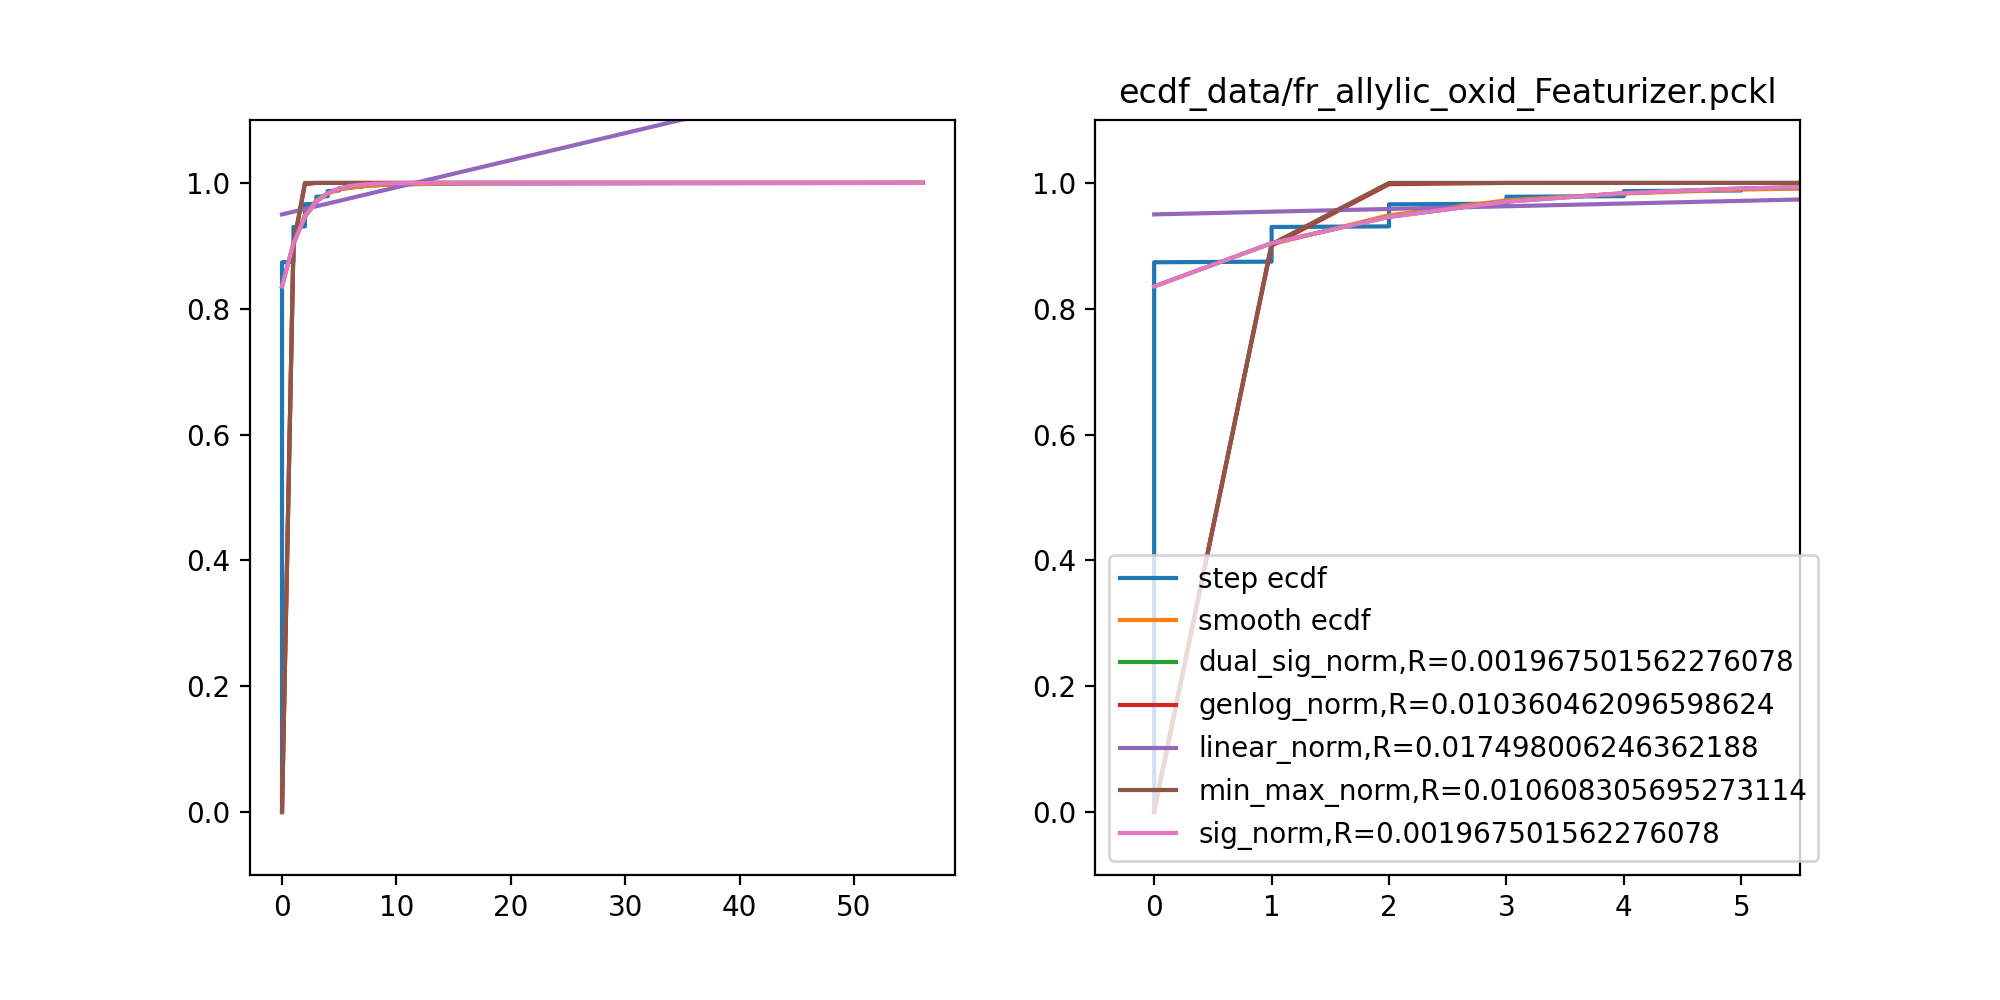 ecdf_data/fr_allylic_oxid_Featurizer.pckl
1.0
0.8
0.6
0.4
0.2
0.0
0 10 20 30 40 50
1.0
0.8
0.6
0.4
0.2
0.0
step ecdf
smooth ecdf
dual_sig_norm,R=0.001967501562276078
genlog_norm,R=0.010360462096598624
linear_norm,R=0.017498006246362188
min_max_norm,R=0.010608305695273114
sig_norm,R=0.001967501562276078
0 1 2 3 4 5